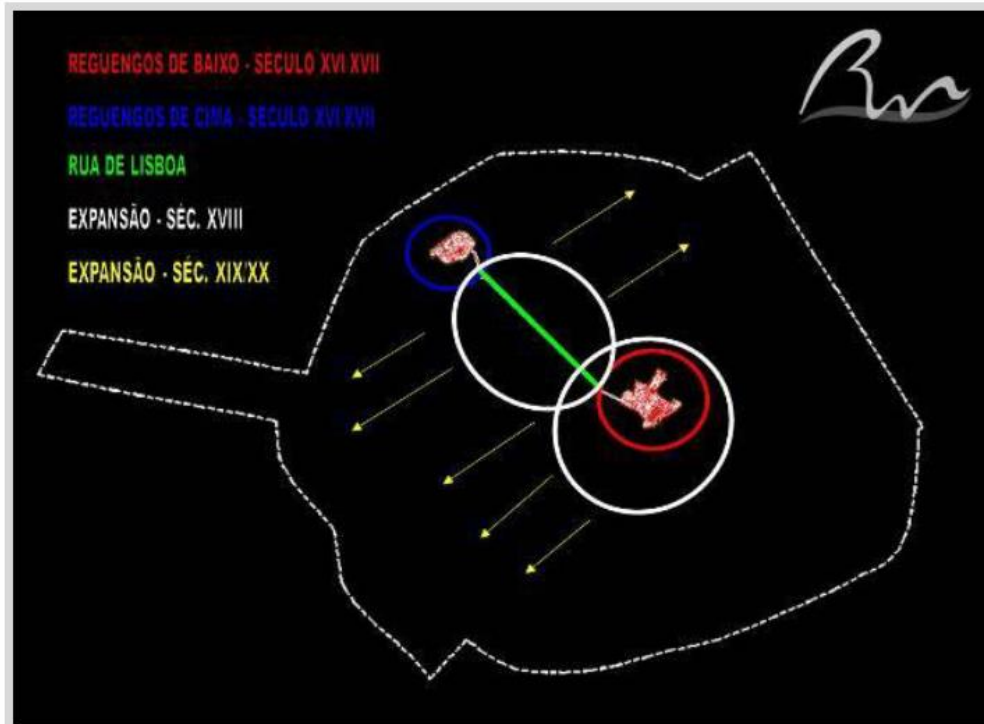 REGUENGOS DE BAIXO - SÉCULO XVI XVII
REGUENGOS DE CIMA - SECULO XVI XVII
RUA DE LISBOA
EXPANSÃO - SÉC. XVIII
EXPANSÃO - SÉC. XIX/XX